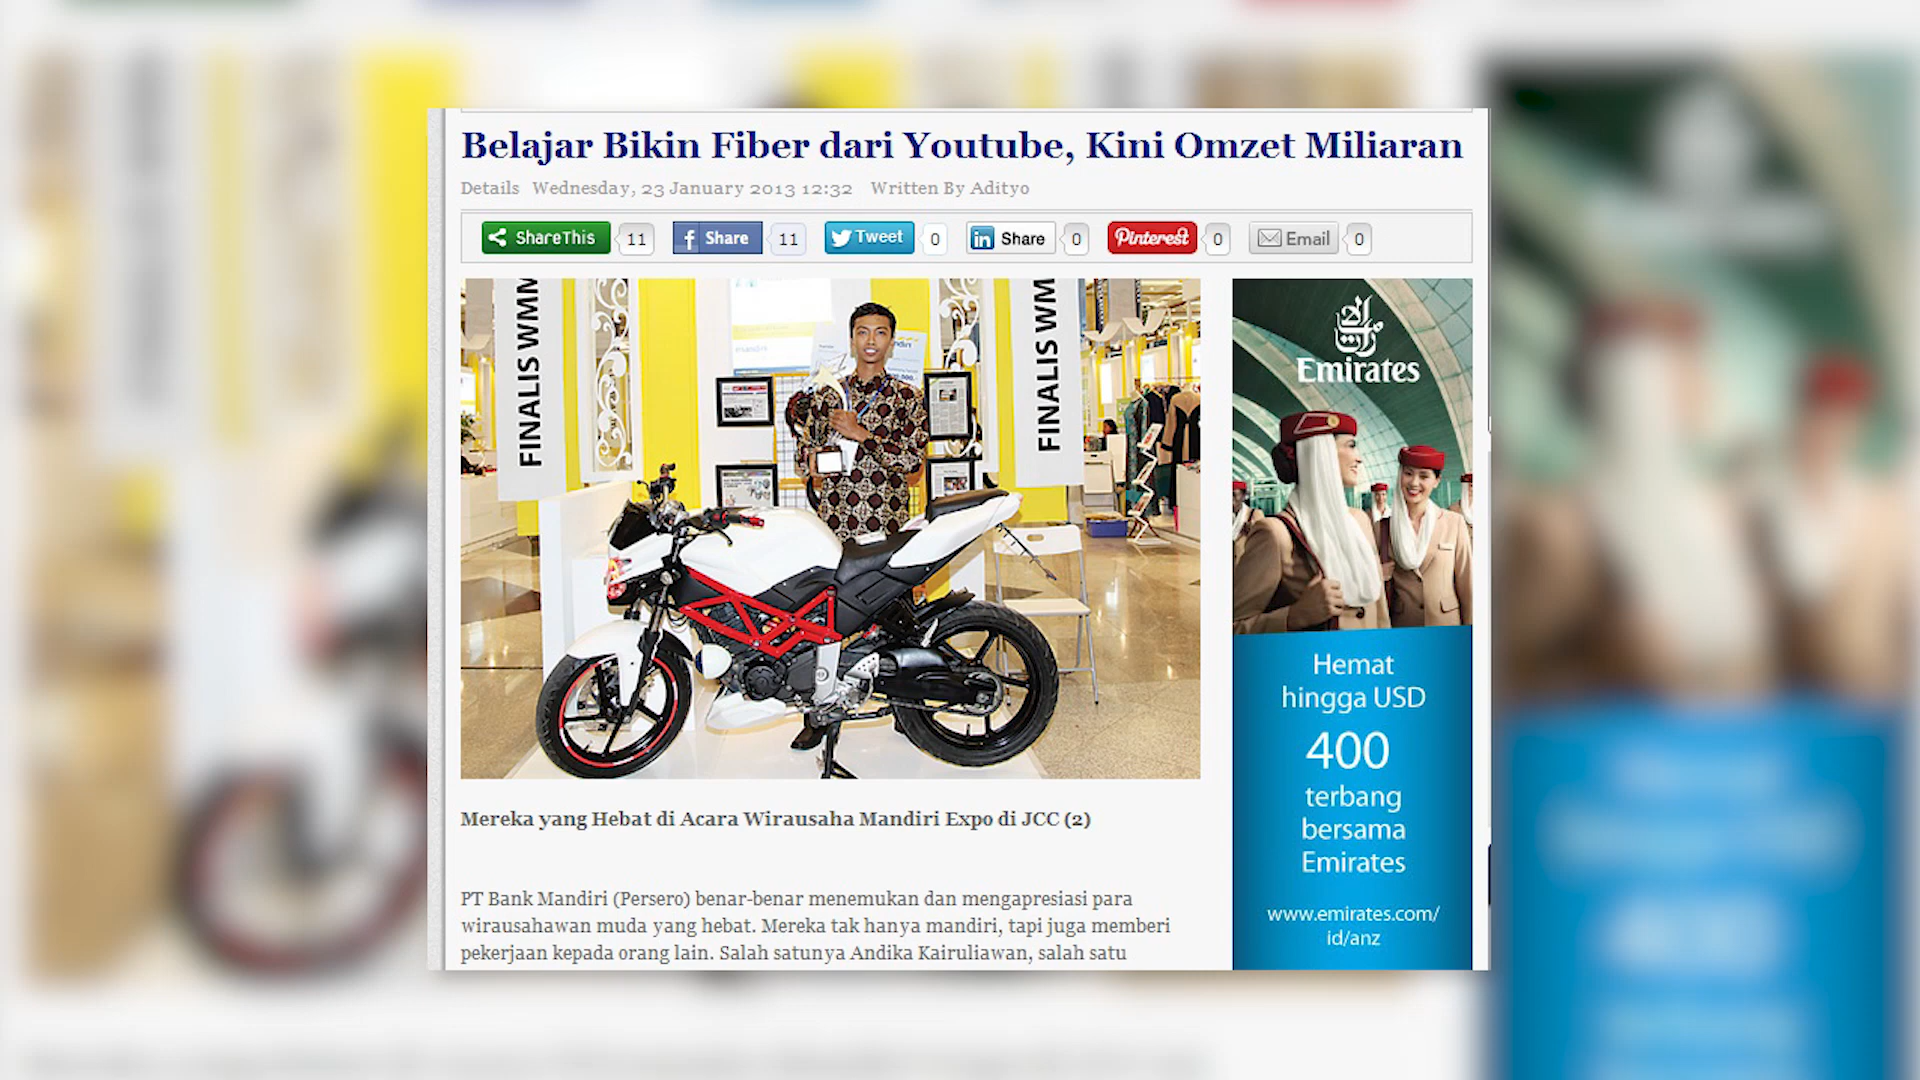 Belajar Bikin Fiber dari Youtube, Kini Omzet Miliaran
Details Wednesday, 23 January 2013 12:32 Written By Adityo
ShareThis 11 Share 11 Tweet 0 Share 0 Pinterest 0 Email 0
FINALIS WMM
FINALIS WM
Emirates
Hemat
hingga USD
400
terbang
bersama
Emirates
www.emirates.com/
id/anz
Mereka yang Hebat di Acara Wirausaha Mandiri Expo di JCC (2)
PT Bank Mandiri (Persero) benar-benar menemukan dan mengapresiasi para
wirausahawan muda yang hebat. Mereka tak hanya mandiri, tapi juga memberi
pekerjaan kepada orang lain. Salah satunya Andika Kairuliawan, salah satu